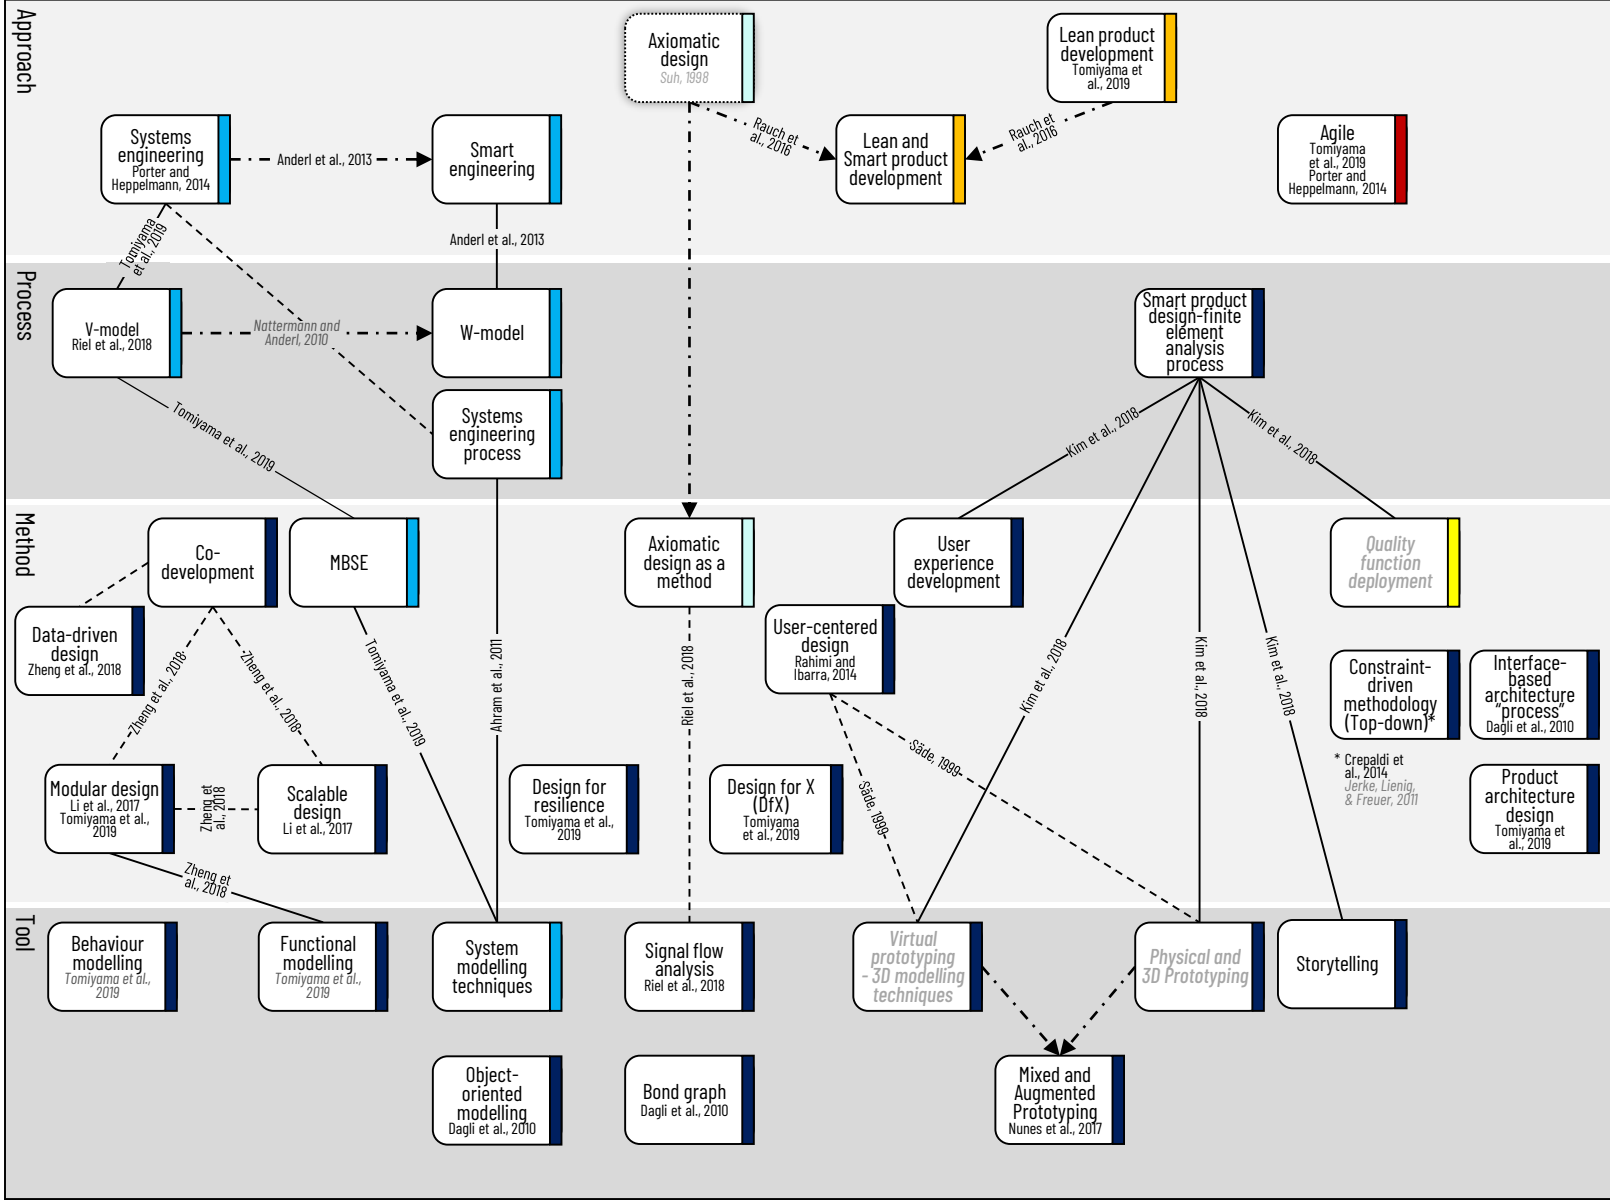 Approach
Axiomatic
design
Suh, 1998
Lean product
development
Tomiyama et
al., 2019
Systems
engineering
Porter and
Heppelmann, 2014
Anderl et al., 2013
Smart
engineering
Rauch et
al., 2016
Lean and
Smart product
development
Rauch et
al., 2016
Agile
Tomiyama
et al., 2019
Porter and
Heppelmann, 2014
Tomiyama
et al., 2019
Anderl et al., 2013
Process
V-model
Riel et al., 2018
Nattermann and
Anderl, 2010
W-model
Smart product
design-finite
element
analysis
process
Systems
engineering
process
Tomiyama et al., 2019
Kim et al., 2018
Kim et al., 2018
Method
Co-
development
MBSE
Axiomatic
design as a
method
User
experience
development
Quality
function
deployment
Data-driven
design
Zheng et al., 2018
User-centered
design
Rahimi and
Ibarra, 2014
Zheng et al., 2018
Zheng et al., 2018
Tomiyama et al., 2019
Ahram et al., 2011
Riel et al., 2018
Kim et al., 2018
Kim et al., 2018
Kim et al., 2018
Constraint-
driven
methodology
(Top-down)*
Interface-
based
architecture
"process"
Dagli et al., 2010
* Crepaldi et
al., 2014
Jerke, Lienig,
& Freuer, 2011
Säde, 1999
Säde, 1999
Modular design
Li et al., 2017
Tomiyama et al.,
2019
Zheng et
al., 2018
Scalable
design
Li et al., 2017
Design for
resilience
Tomiyama et al.,
2019
Design for X
(DfX)
Tomiyama
et al., 2019
Product
architecture
design
Tomiyama et
al., 2019
Zheng et
al., 2018
Tool
Behaviour
modelling
Tomiyama et al.,
2019
Functional
modelling
Tomiyama et al.,
2019
System
modelling
techniques
Signal flow
analysis
Riel et al., 2018
Virtual
prototyping
- 3D modelling
techniques
Physical and
3D Prototyping
Storytelling
Object-
oriented
modelling
Dagli et al., 2010
Bond graph
Dagli et al., 2010
Mixed and
Augmented
Prototyping
Nunes et al., 2017